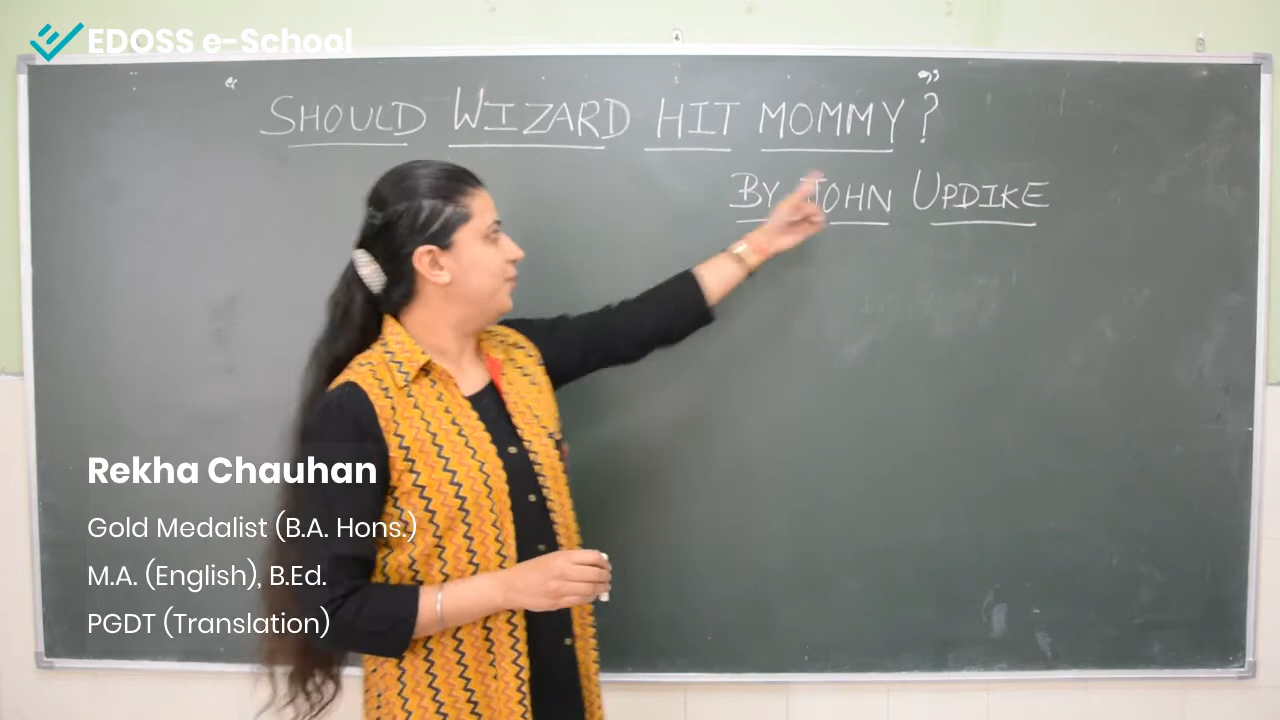 EDOSS e-School
SHOULD WIZARD HIT MOMMY?
BY JOHN UPDIKE
Rekha Chauhan
Gold Medalist (B.A. Hons.)
M.A. (English), B.Ed.
PGDT (Translation)